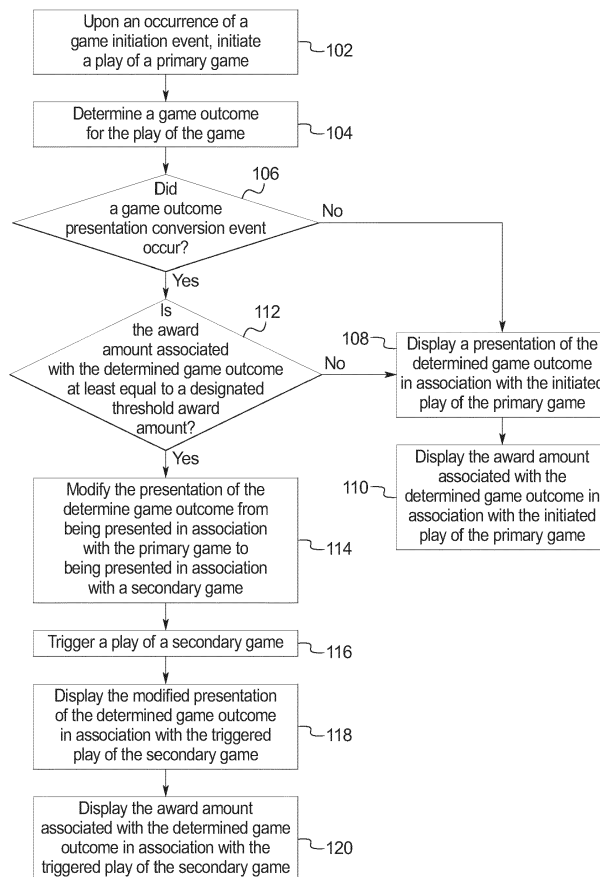 Upon an occurrence of a
game initiation event, initiate
a play of a primary game
102
Determine a game outcome
for the play of the game
104
106
Did
a game outcome
presentation conversion event
occur?
No
Yes
112
Is
the award
amount associated
with the determined game outcome
at least equal to a designated
threshold award
amount?
No
Yes
108
Display a presentation of the
determined game outcome
in association with the initiated
play of the primary game
110
Display the award amount
associated with the
determined game outcome in
association with the initiated
play of the primary game
Modify the presentation of the
determine game outcome from
being presented in association
with the primary game to
being presented in association
with a secondary game
114
Trigger a play of a secondary game
116
Display the modified presentation
of the determined game outcome
in association with the triggered
play of the secondary game
118
Display the award amount
associated with the determined game
outcome in association with the
triggered play of the secondary game
120